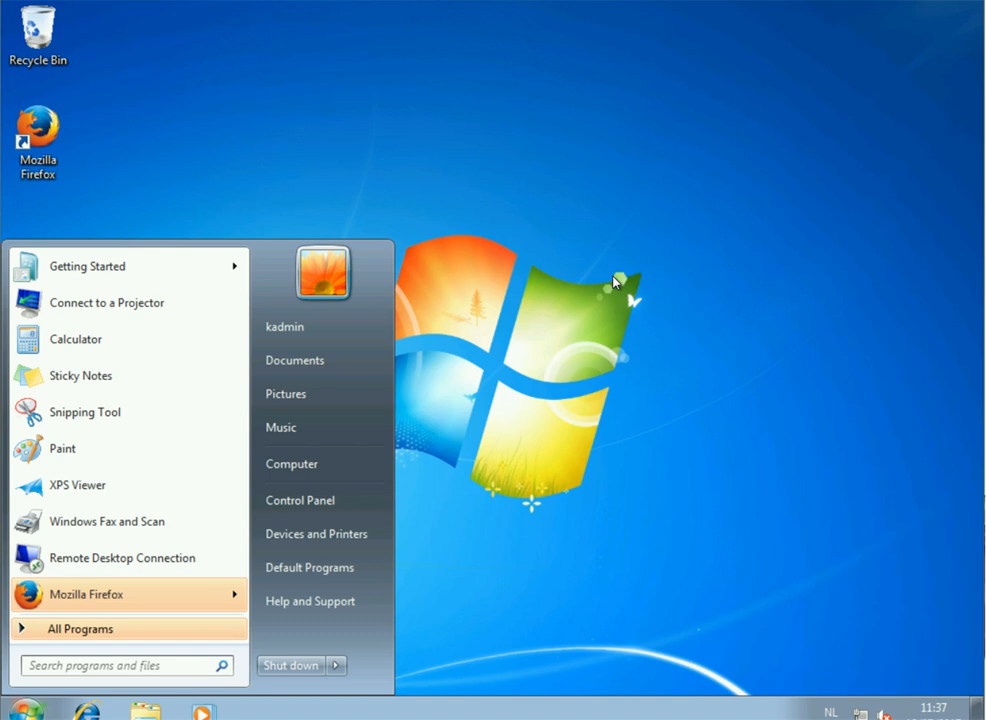 Recycle Bin
Mozilla
Firefox
Getting Started
Connect to a Projector
Calculator
Sticky Notes
Snipping Tool
Paint
XPS Viewer
Windows Fax and Scan
Remote Desktop Connection
Mozilla Firefox
All Programs
Search programs and files
kadmin
Documents
Pictures
Music
Computer
Control Panel
Devices and Printers
Default Programs
Help and Support
Shut down
NL
11:37